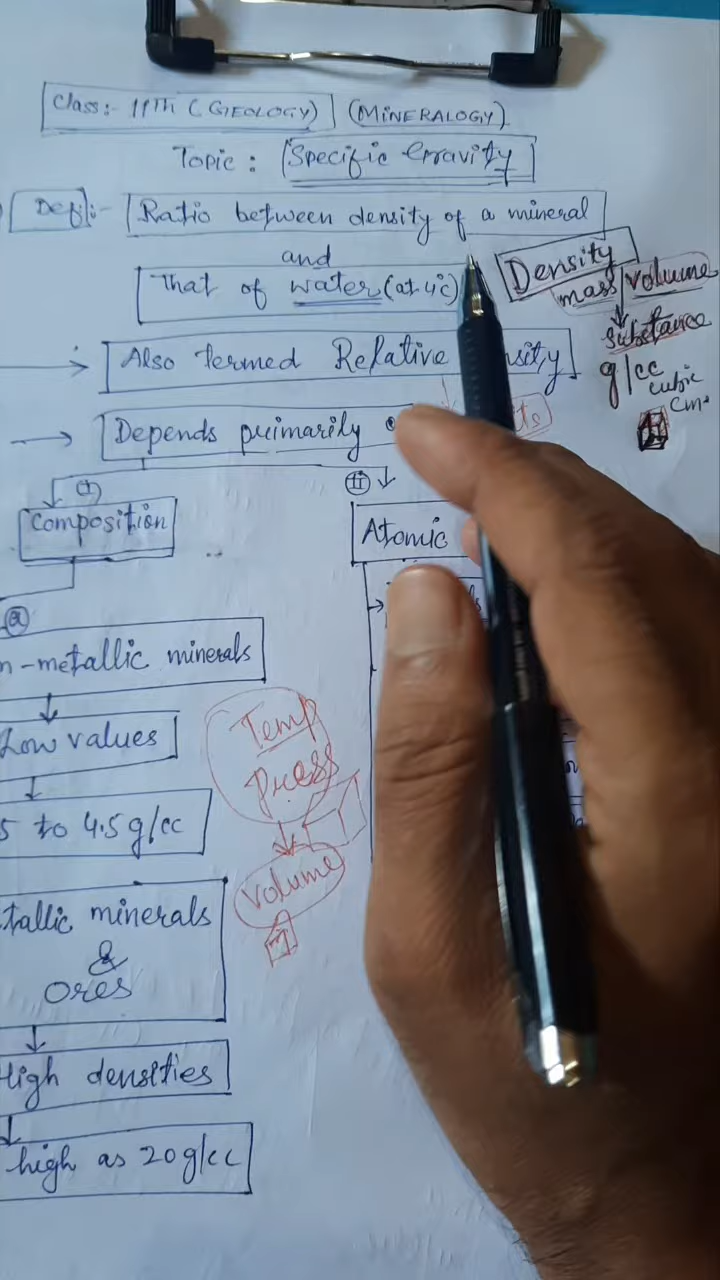 Class:- 11TH (GEOLOGY) (MINERALOGY).
Topic : Specific Gravity
Def:- Ratio between density of a mineral
and
That of water (at 4°c)
Density
mass volume
substance
g/cc
cubic
cm
Also termed Relative
Depends primarily
(I)
(II)
Composition
Atomic
(a)
n-metallic minerals
Low values
5 to 4.5 g/cc
Temp
Press
Volume
tallic minerals
&
Ores
High densities
high as 20 g/cc